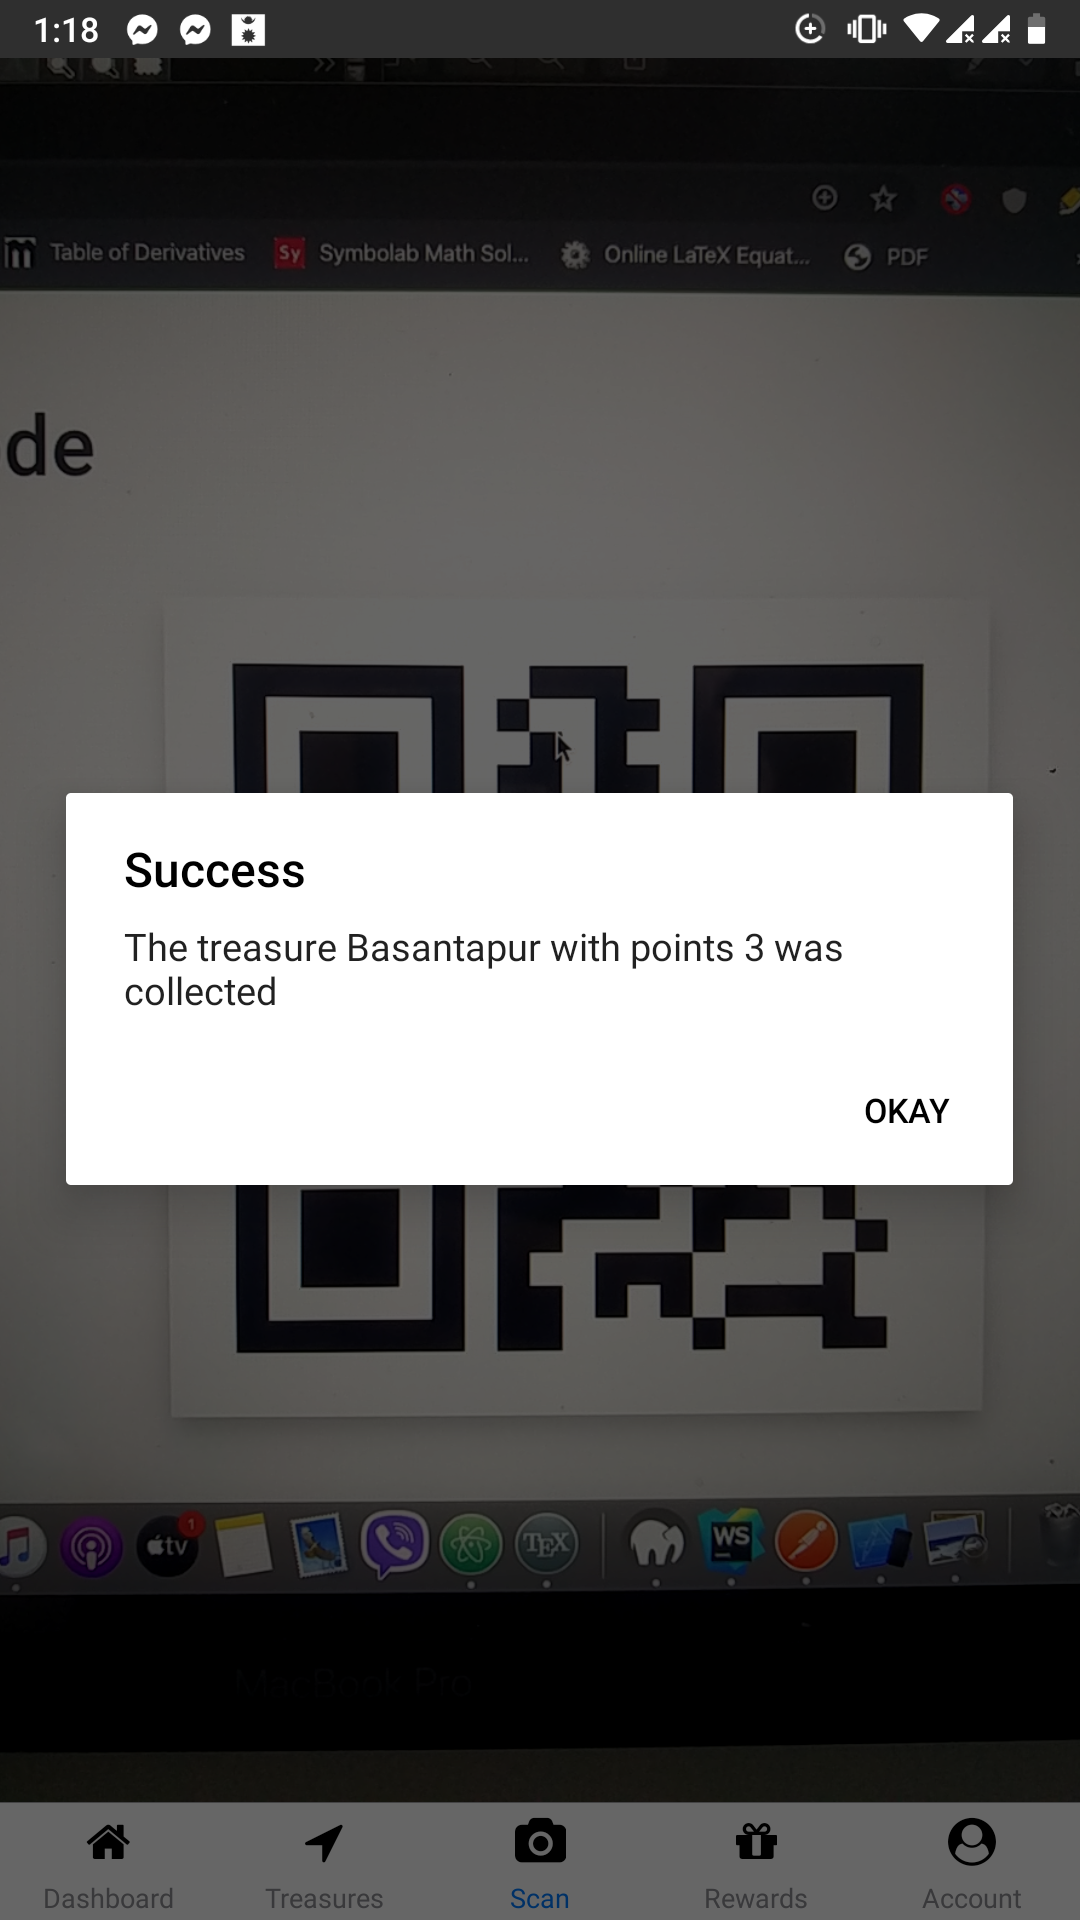 1:18
Table of Derivatives
Sy Symbolab Math Sol...
Online LaTeX Equat...
PDF
de
Success
The treasure Basantapur with points 3 was
collected
OKAY
1
tv
TEX
WS
MacBook Pro
Dashboard
Treasures
Scan
Rewards
Account